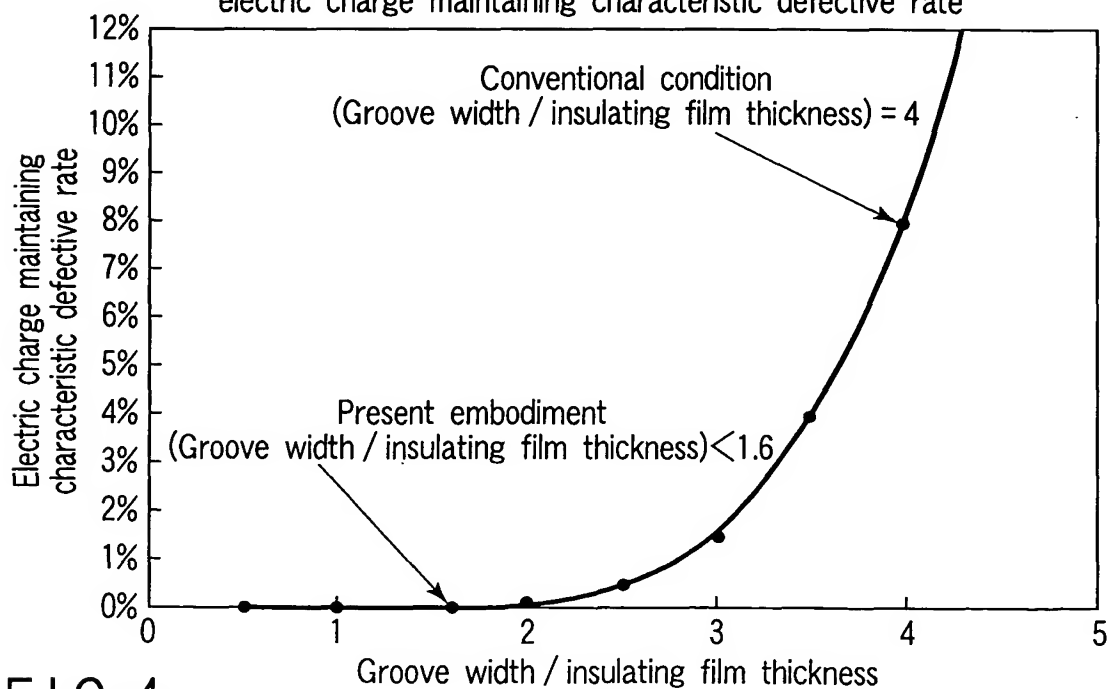 electric charge maintaining characteristic defective rate
12%
11%
10%
9%
8%
7%
6%
5%
4%
3%
2%
1%
0%
Electric charge maintaining
characteristic defective rate
Conventional condition
(Groove width / insulating film thickness) = 4
Present embodiment
(Groove width / insulating film thickness)<1.6
0 1 2 3 4 5
Groove width / insulating film thickness